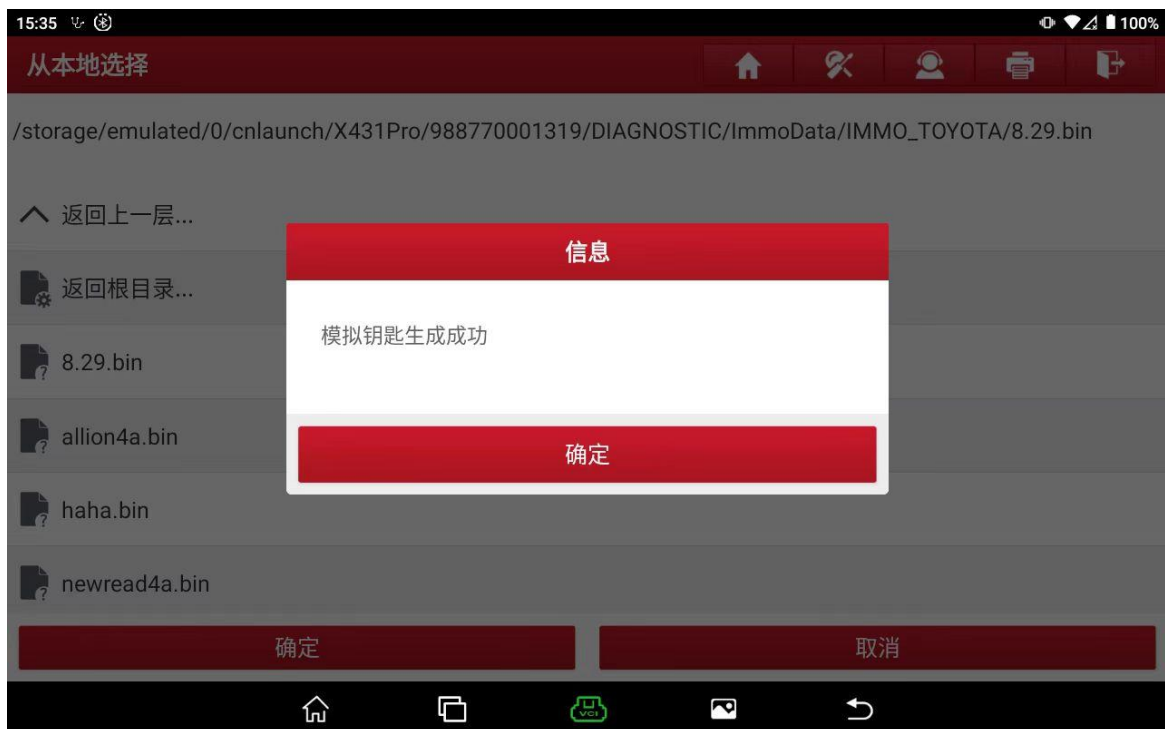 15:35
100%
从本地选择
/storage/emulated/0/cnlaunch/X431Pro/988770001319/DIAGNOSTIC/ImmoData/IMMO_TOYOTA/8.29.bin
返回上一层...
信息
返回根目录...
模拟钥匙生成成功
8.29.bin
allion4a.bin
确定
haha.bin
newread4a.bin
确定
取消
VCI